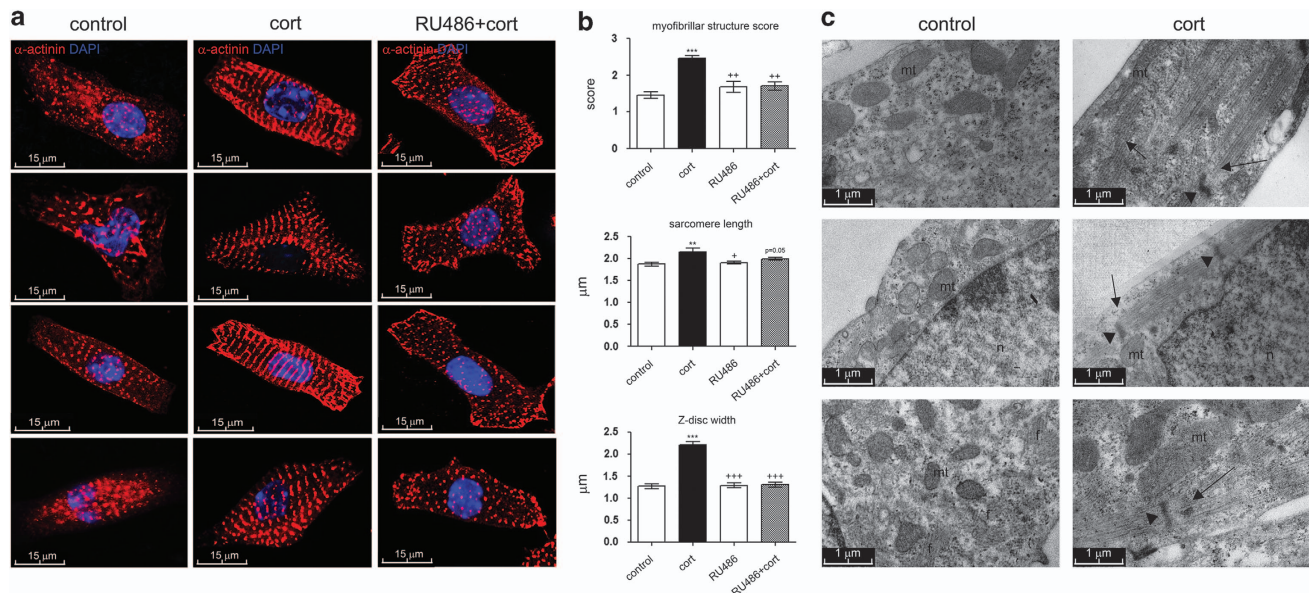 a
control
cort
RU486+cort
α-actinin DAPI
α-actinin DAPI
α-actinin DAPI
15 μm
15 μm
15 μm
15 μm
15 μm
15 μm
15 μm
15 μm
15 μm
15 μm
15 μm
15 μm
b
myofibrillar structure score
score
3
2
1
0
***
++
++
control
cort
RU486
RU486+cort
sarcomere length
μm
2.5
2.0
1.5
1.0
0.5
0.0
**
+
p=0.05
control
cort
RU486
RU486+cort
Z-disc width
μm
2.5
2.0
1.5
1.0
0.5
0.0
***
+++
+++
control
cort
RU486
RU486+cort
c
control
cort
mt
1 μm
mt
1 μm
mt
n
1 μm
mt
n
1 μm
mt
f
f
f
1 μm
mt
1 μm